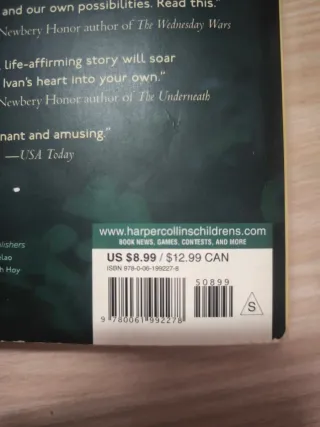 and our own possibilities. Read this."
Newbery Honor author of The Wednesday Wars
life-affirming story will soar
Ivan's heart into your own."
Newbery Honor author of The Underneath
nant and amusing."
—USA Today
www.harpercollinschildrens.com
BOOK NEWS, GAMES, CONTESTS, AND MORE
US $8.99 / $12.99 CAN
ISBN 978-0-06-199227-8
50899
S
9 780061 992278
blishers
lao
h Hoy